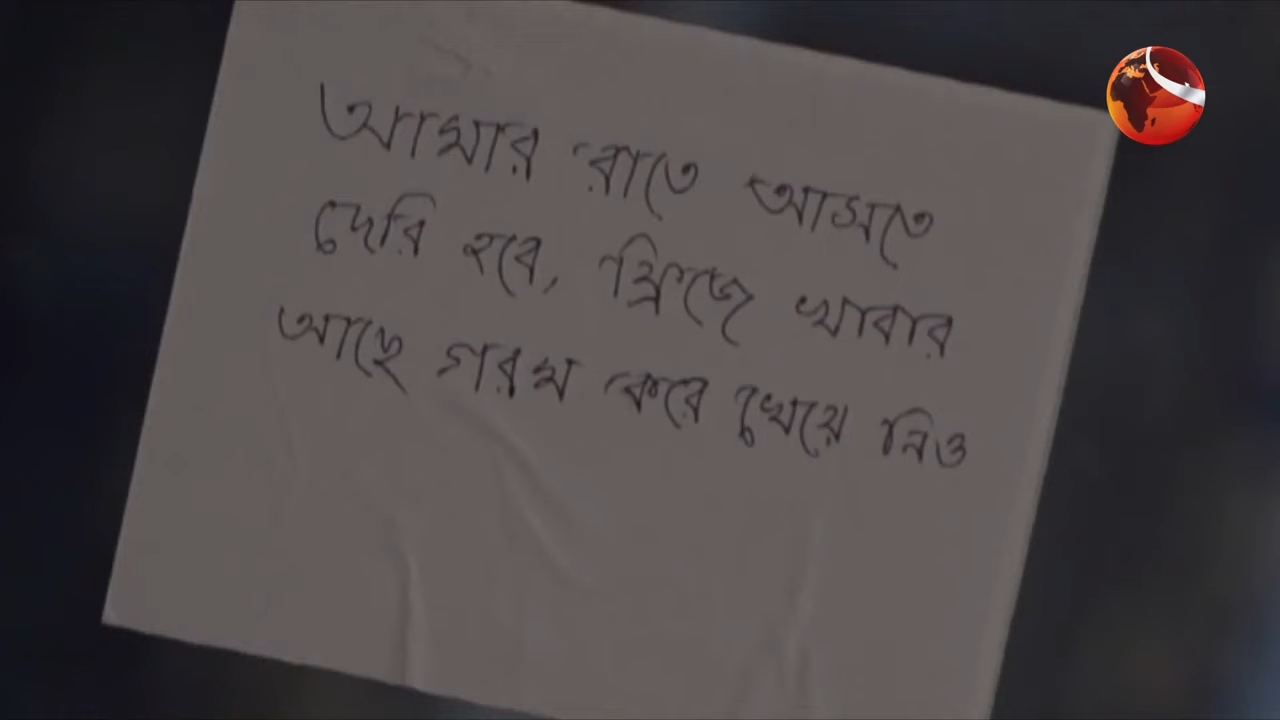 আমার রাতে আসতে
দেরি হবে, ফ্রিজে খাবার
আছে গরম করে খেয়ে নিও